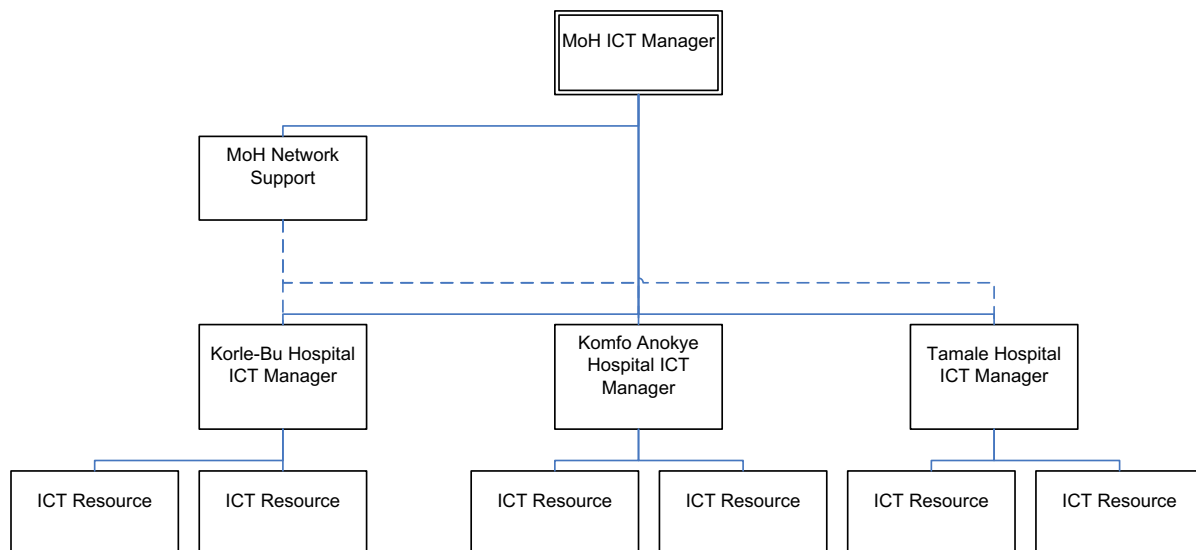 MoH ICT Manager
MoH Network
Support
Korle-Bu Hospital
ICT Manager
Komfo Anokye
Hospital ICT
Manager
Tamale Hospital
ICT Manager
ICT Resource
ICT Resource
ICT Resource
ICT Resource
ICT Resource
ICT Resource